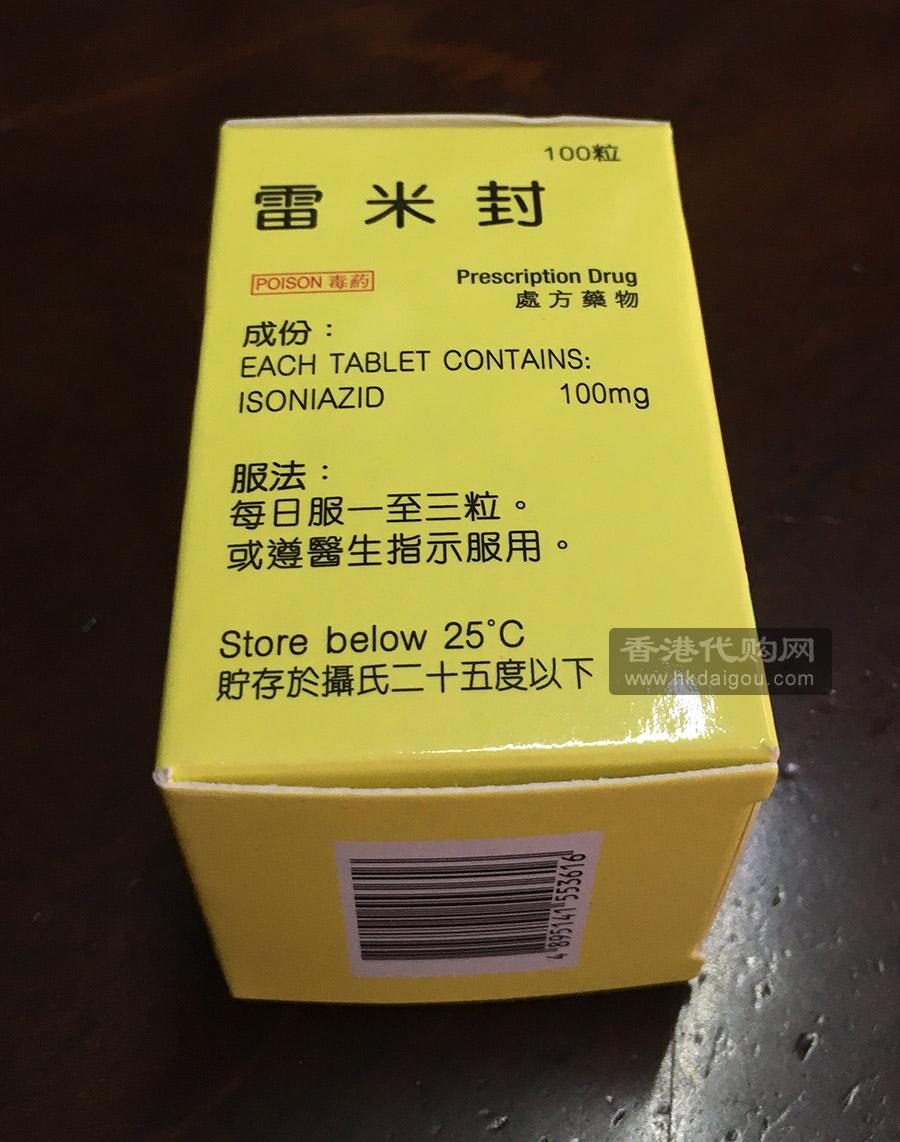 100粒
雷米封
POISON 毒葯
Prescription Drug
處方藥物
成份：
EACH TABLET CONTAINS:
ISONIAZID 100mg
服法：
每日服一至三粒。
或遵醫生指示服用。
Store below 25°C
貯存於攝氏二十五度以下
香港代购网
www.hkdaigou.com
4 895141 553616